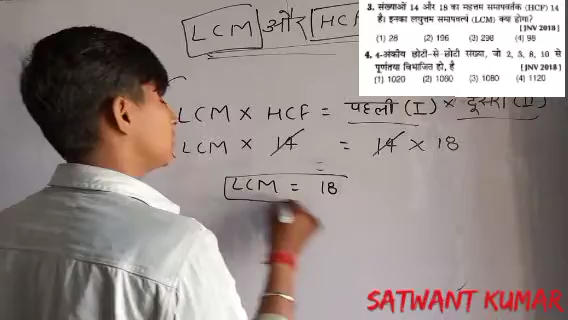 LCM और HCF
3. संख्याओं 14 और 18 का महत्तम समापवर्तक (HCF) 14
है। इनका लघुत्तम समापवर्त्य (LCM) क्या होगा?
[JNV 2018]
(1) 28 (2) 196 (3) 298 (4) 98
4. 4-अंकीय छोटी-से-छोटी संख्या, जो 2, 3, 8, 10 से
पूर्णतया विभाजित हो, है [JNV 2018]
(1) 1020 (2) 1060 (3) 1080 (4) 1120
LCM × HCF = पहली (I) × दूसरी (II)
LCM × 14 = 14 × 18
=
LCM = 18
SATWANT KUMAR